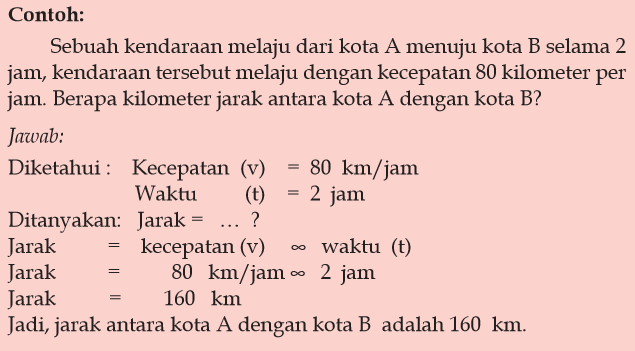 Contoh:
Sebuah kendaraan melaju dari kota A menuju kota B selama 2
jam, kendaraan tersebut melaju dengan kecepatan 80 kilometer per
jam. Berapa kilometer jarak antara kota A dengan kota B?
Jawab:
Diketahui : Kecepatan (v) = 80 km/jam
Waktu (t) = 2 jam
Ditanyakan: Jarak = ... ?
Jarak = kecepatan (v) ∞ waktu (t)
Jarak = 80 km/jam ∞ 2 jam
Jarak = 160 km
Jadi, jarak antara kota A dengan kota B adalah 160 km.